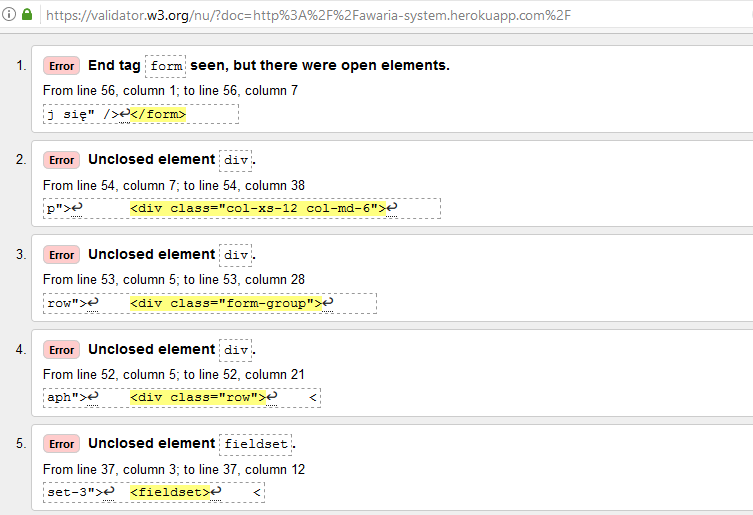 https://validator.w3.org/nu/?doc=http%3A%2F%2Fawaria-system.herokuapp.com%2F
1. Error End tag form seen, but there were open elements.
From line 56, column 1; to line 56, column 7
j się" />↩</form>
2. Error Unclosed element div.
From line 54, column 7; to line 54, column 38
p">↩ <div class="col-xs-12 col-md-6">↩
3. Error Unclosed element div.
From line 53, column 5; to line 53, column 28
row">↩ <div class="form-group">↩
4. Error Unclosed element div.
From line 52, column 5; to line 52, column 21
aph">↩ <div class="row">↩ <
5. Error Unclosed element fieldset.
From line 37, column 3; to line 37, column 12
set-3">↩ <fieldset>↩ <